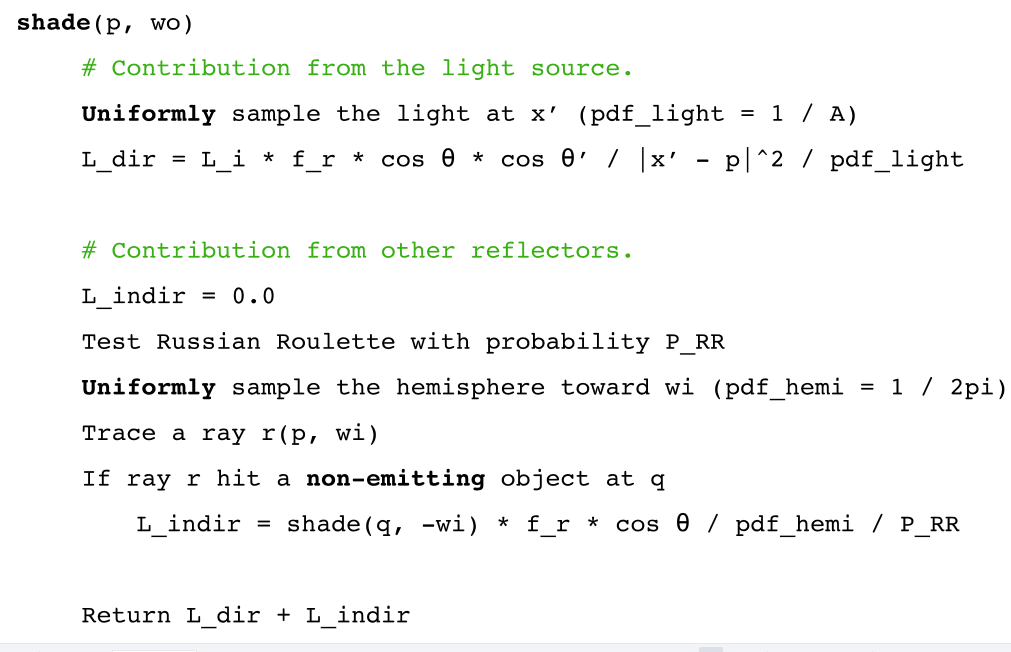 shade(p, wo)
# Contribution from the light source.
Uniformly sample the light at x′ (pdf_light = 1 / A)
L_dir = L_i * f_r * cos θ * cos θ′ / |x′ - p|^2 / pdf_light
# Contribution from other reflectors.
L_indir = 0.0
Test Russian Roulette with probability P_RR
Uniformly sample the hemisphere toward wi (pdf_hemi = 1 / 2pi)
Trace a ray r(p, wi)
If ray r hit a non-emitting object at q
L_indir = shade(q, -wi) * f_r * cos θ / pdf_hemi / P_RR
Return L_dir + L_indir